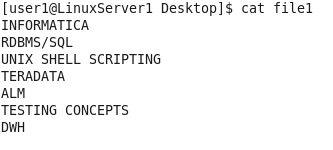 [user1@LinuxServer1 Desktop]$ cat file1
INFORMATICA
RDBMS/SQL
UNIX SHELL SCRIPTING
TERADATA
ALM
TESTING CONCEPTS
DWH